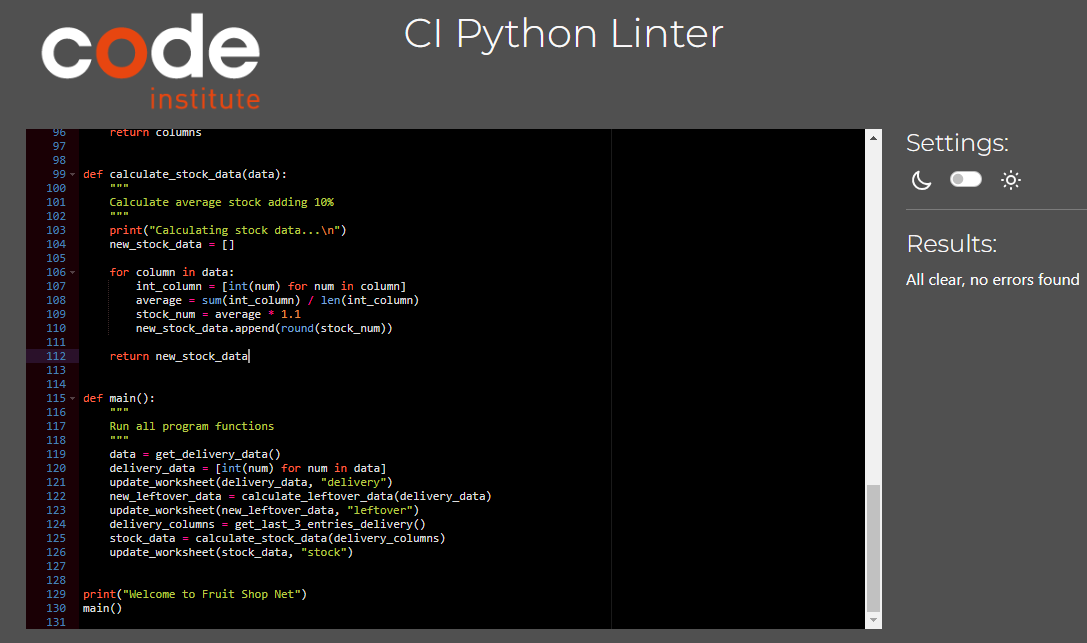 code
institute
CI Python Linter
96     return columns
97
98
99 def calculate_stock_data(data):
100     """
101     Calculate average stock adding 10%
102     """
103     print("Calculating stock data...\n")
104     new_stock_data = []
105
106     for column in data:
107         int_column = [int(num) for num in column]
108         average = sum(int_column) / len(int_column)
109         stock_num = average * 1.1
110         new_stock_data.append(round(stock_num))
111
112     return new_stock_data
113
114
115 def main():
116     """
117     Run all program functions
118     """
119     data = get_delivery_data()
120     delivery_data = [int(num) for num in data]
121     update_worksheet(delivery_data, "delivery")
122     new_leftover_data = calculate_leftover_data(delivery_data)
123     update_worksheet(new_leftover_data, "leftover")
124     delivery_columns = get_last_3_entries_delivery()
125     stock_data = calculate_stock_data(delivery_columns)
126     update_worksheet(stock_data, "stock")
127
128
129 print("Welcome to Fruit Shop Net")
130 main()
131
Settings:
Results:
All clear, no errors found